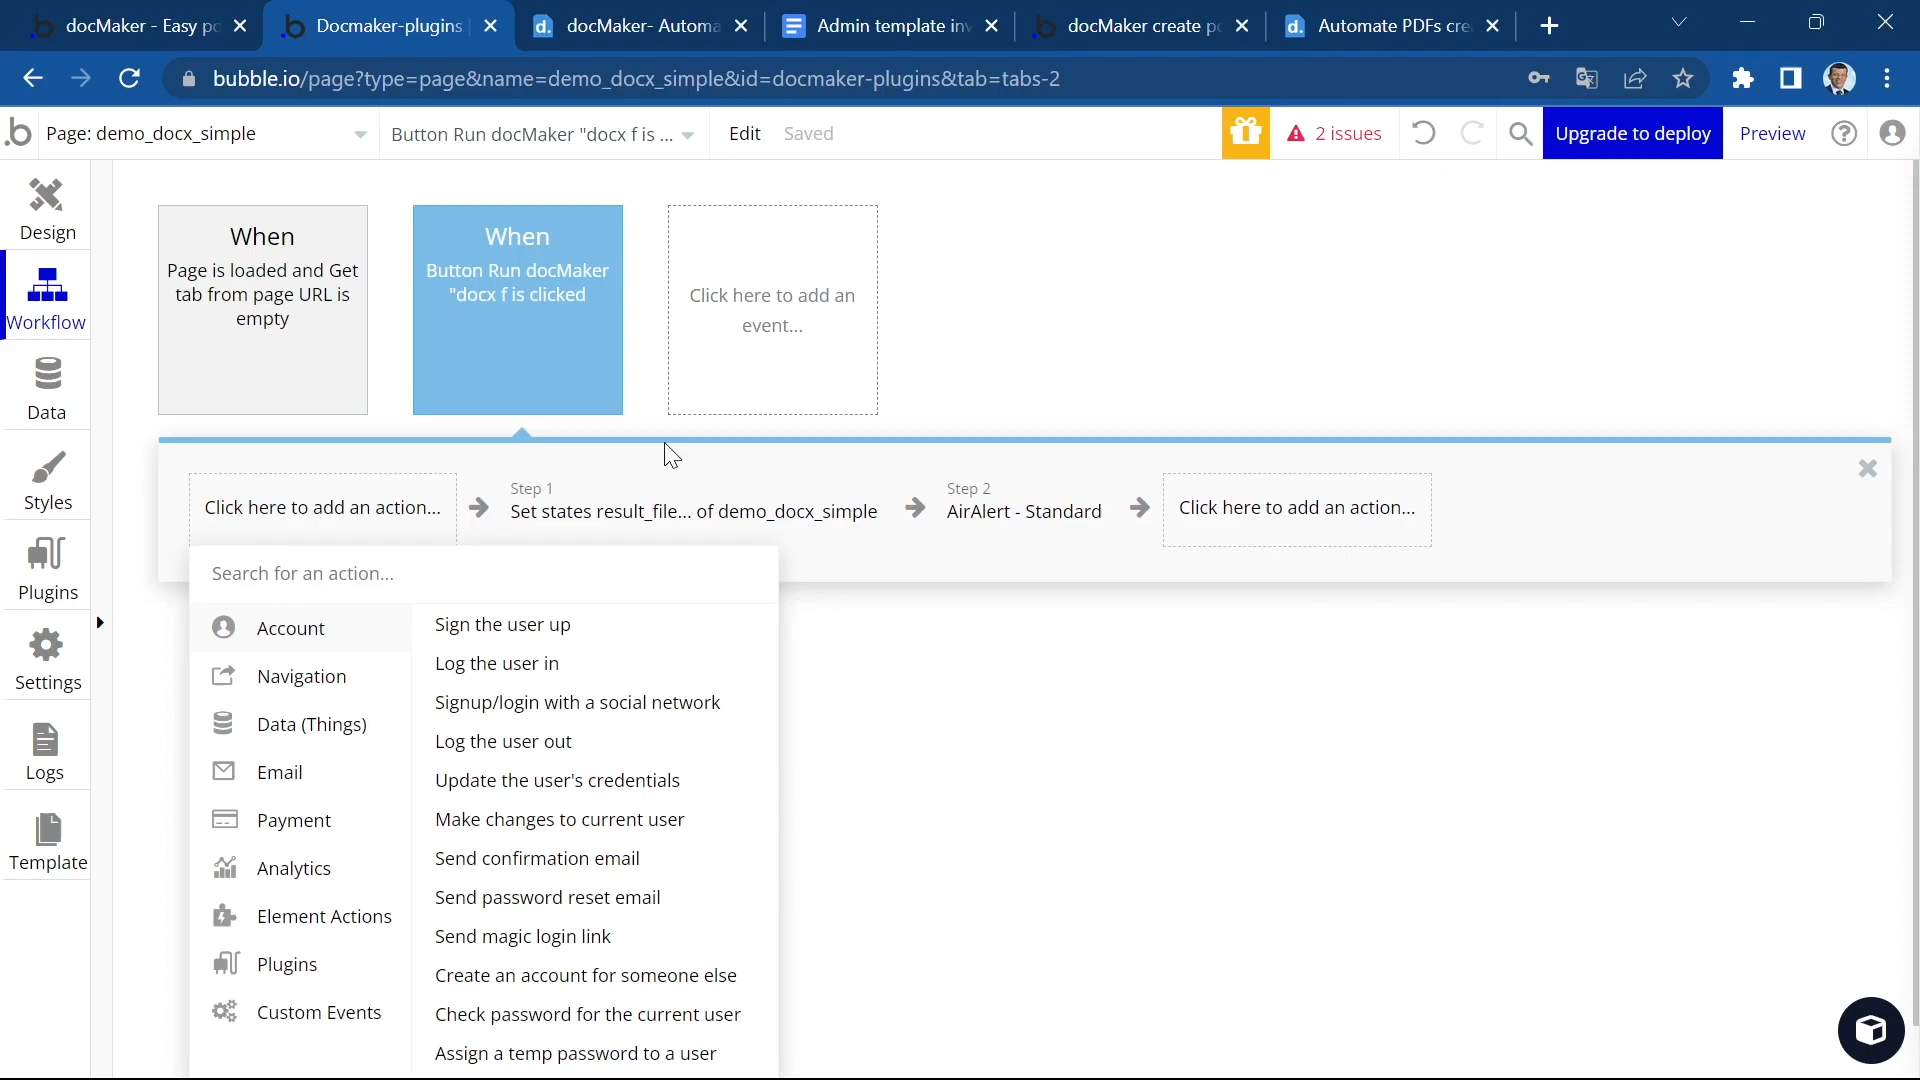 docMaker - Easy pd
Docmaker-plugins
docMaker- Automa
Admin template inv
docMaker create pd
Automate PDFs cre
bubble.io/page?type=page&name=demo_docx_simple&id=docmaker-plugins&tab=tabs-2
Page: demo_docx_simple
Button Run docMaker "docx f is ...
Edit
Saved
2 issues
Upgrade to deploy
Preview
Design
Workflow
Data
Styles
Plugins
Settings
Logs
Template
When
Page is loaded and Get
tab from page URL is
empty
When
Button Run docMaker
"docx f is clicked
Click here to add an
event...
Click here to add an action...
Step 1
Set states result_file... of demo_docx_simple
Step 2
AirAlert - Standard
Click here to add an action...
Search for an action...
Account
Navigation
Data (Things)
Email
Payment
Analytics
Element Actions
Plugins
Custom Events
Sign the user up
Log the user in
Signup/login with a social network
Log the user out
Update the user's credentials
Make changes to current user
Send confirmation email
Send password reset email
Send magic login link
Create an account for someone else
Check password for the current user
Assign a temp password to a user